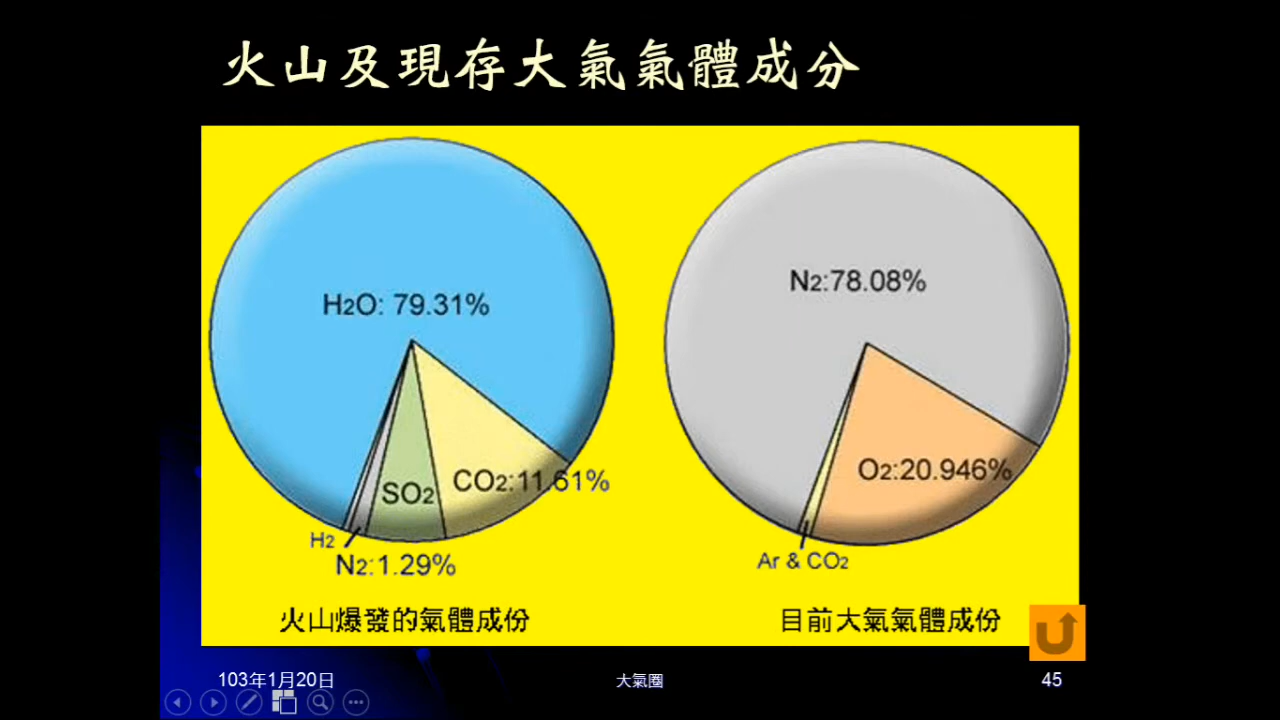 火山及現存大氣氣體成分
H2O: 79.31%
CO2:11.61%
SO2
H2
N2:1.29%
火山爆發的氣體成份
N2:78.08%
O2:20.946%
Ar & CO2
目前大氣氣體成份
103年1月20日
大氣圈
45